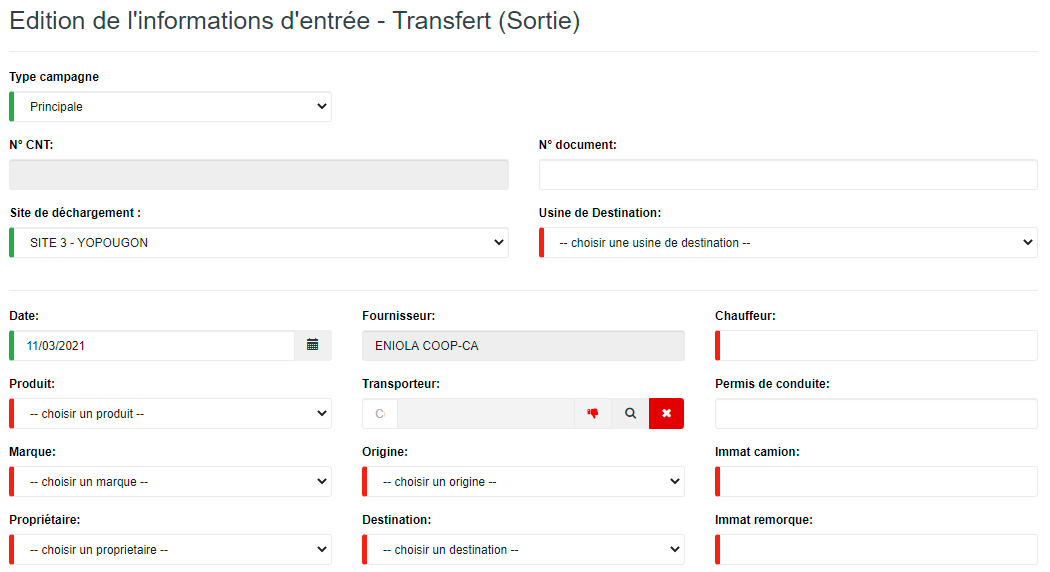 Edition de l'informations d'entrée - Transfert (Sortie)
Type campagne
Principale
N° CNT:
N° document:
Site de déchargement :
Usine de Destination:
SITE 3 - YOPOUGON
-- choisir une usine de destination --
Date:
Fournisseur:
Chauffeur:
11/03/2021
ENIOLA COOP-CA
Produit:
Transporteur:
Permis de conduite:
-- choisir un produit --
Marque:
Origine:
Immat camion:
-- choisir un marque --
-- choisir un origine --
Propriétaire:
Destination:
Immat remorque:
-- choisir un proprietaire --
-- choisir un destination --